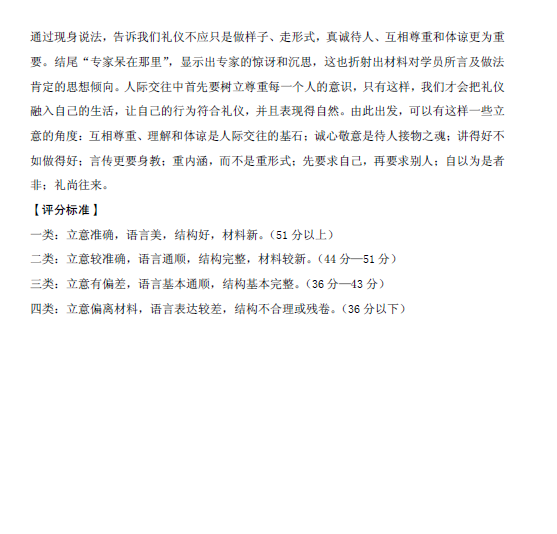 通过现身说法，告诉我们礼仪不应只是做样子、走形式，真诚待人、互相尊重和体谅更为重
要。结尾“专家呆在那里”，显示出专家的惊讶和沉思，这也折射出材料对学员所言及做法
肯定的思想倾向。人际交往中首先要树立尊重每一个人的意识，只有这样，我们才会把礼仪
融入自己的生活，让自己的行为符合礼仪，并且表现得自然。由此出发，可以有这样一些立
意的角度：互相尊重、理解和体谅是人际交往的基石；诚心敬意是待人接物之魂；讲得好不
如做得好；言传更要身教；重内涵，而不是重形式；先要求自己，再要求别人；自以为是者
非；礼尚往来。
【评分标准】
一类：立意准确，语言美，结构好，材料新。（51 分以上）
二类：立意较准确，语言通顺，结构完整，材料较新。（44 分—51 分）
三类：立意有偏差，语言基本通顺，结构基本完整。（36 分—43 分）
四类：立意偏离材料，语言表达较差，结构不合理或残卷。（36 分以下）